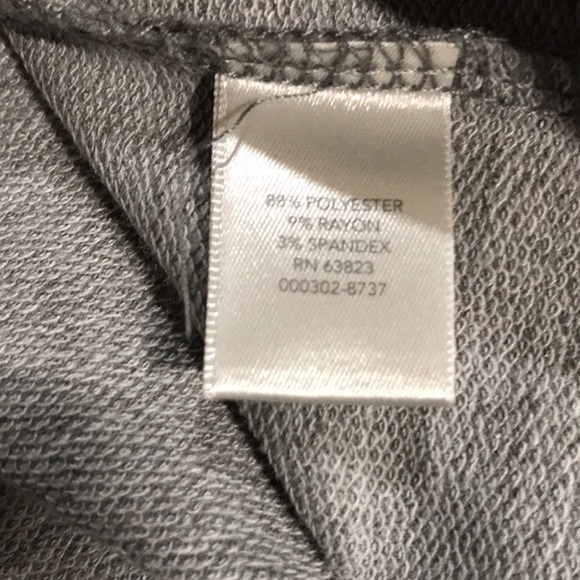 88% POLYESTER
9% RAYON
3% SPANDEX
RN 63823
000302-8737